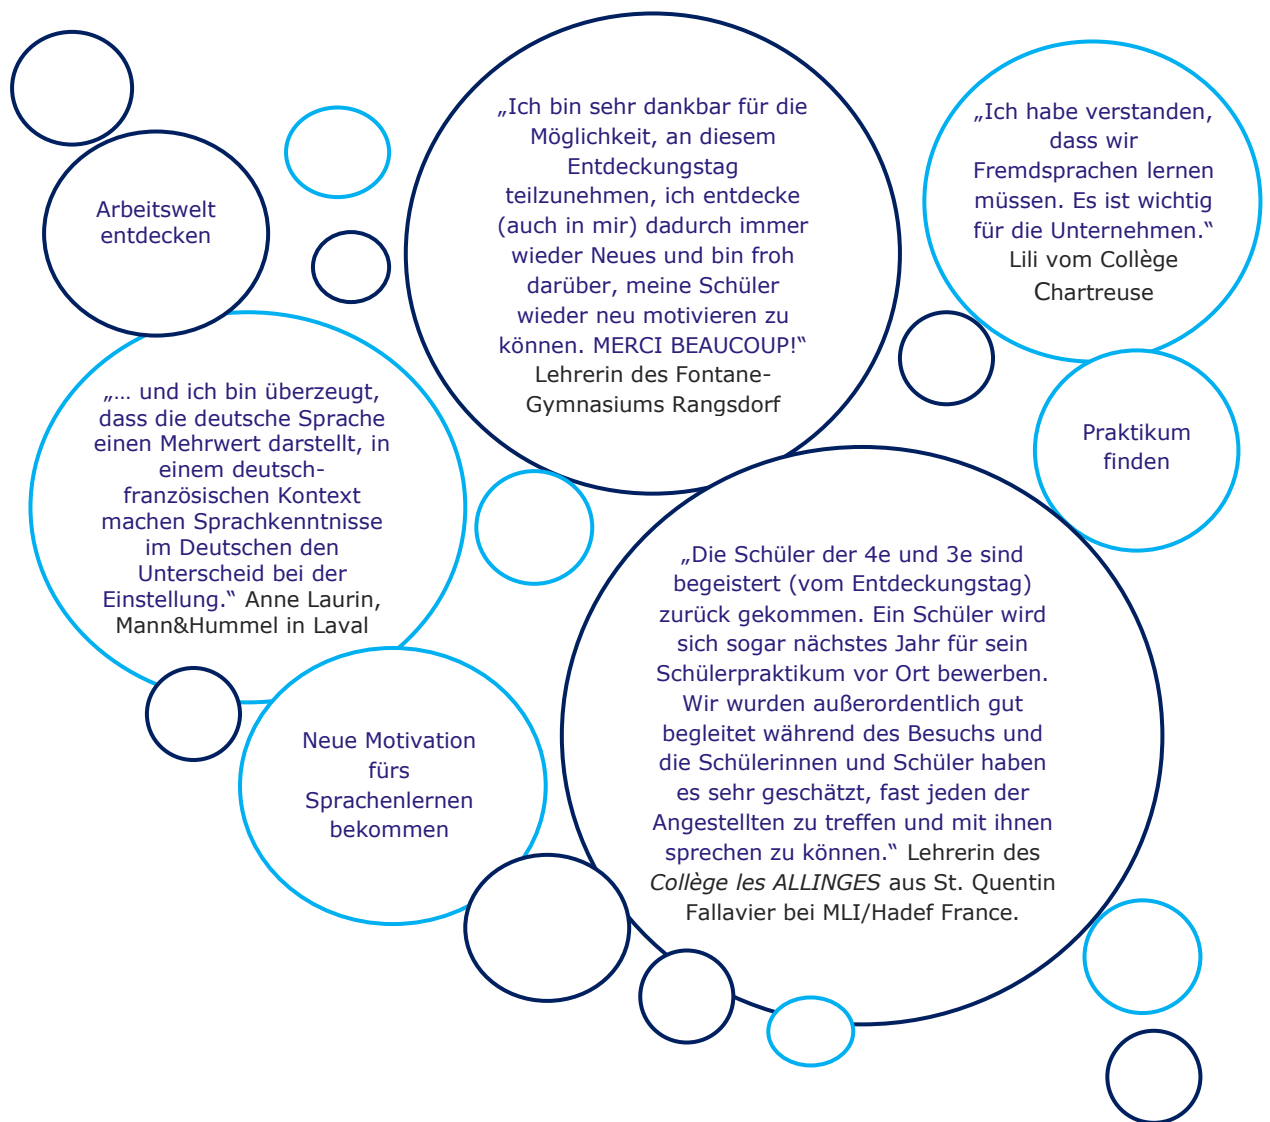 Arbeitswelt
entdecken
„Ich bin sehr dankbar für die
Möglichkeit, an diesem
Entdeckungstag
teilzunehmen, ich entdecke
(auch in mir) dadurch immer
wieder Neues und bin froh
darüber, meine Schüler
wieder neu motivieren zu
können. MERCI BEAUCOUP!“
Lehrerin des Fontane-
Gymnasiums Rangsdorf
„Ich habe verstanden,
dass wir
Fremdsprachen lernen
müssen. Es ist wichtig
für die Unternehmen.“
Lili vom Collège
Chartreuse
„… und ich bin überzeugt,
dass die deutsche Sprache
einen Mehrwert darstellt, in
einem deutsch-
französischen Kontext
machen Sprachkenntnisse
im Deutschen den
Unterscheid bei der
Einstellung.“ Anne Laurin,
Mann&Hummel in Laval
Praktikum
finden
„Die Schüler der 4e und 3e sind
begeistert (vom Entdeckungstag)
zurück gekommen. Ein Schüler wird
sich sogar nächstes Jahr für sein
Schülerpraktikum vor Ort bewerben.
Wir wurden außerordentlich gut
begleitet während des Besuchs und
die Schülerinnen und Schüler haben
es sehr geschätzt, fast jeden der
Angestellten zu treffen und mit ihnen
sprechen zu können.“ Lehrerin des
Collège les ALLINGES aus St. Quentin
Fallavier bei MLI/Hadef France.
Neue Motivation
fürs
Sprachenlernen
bekommen